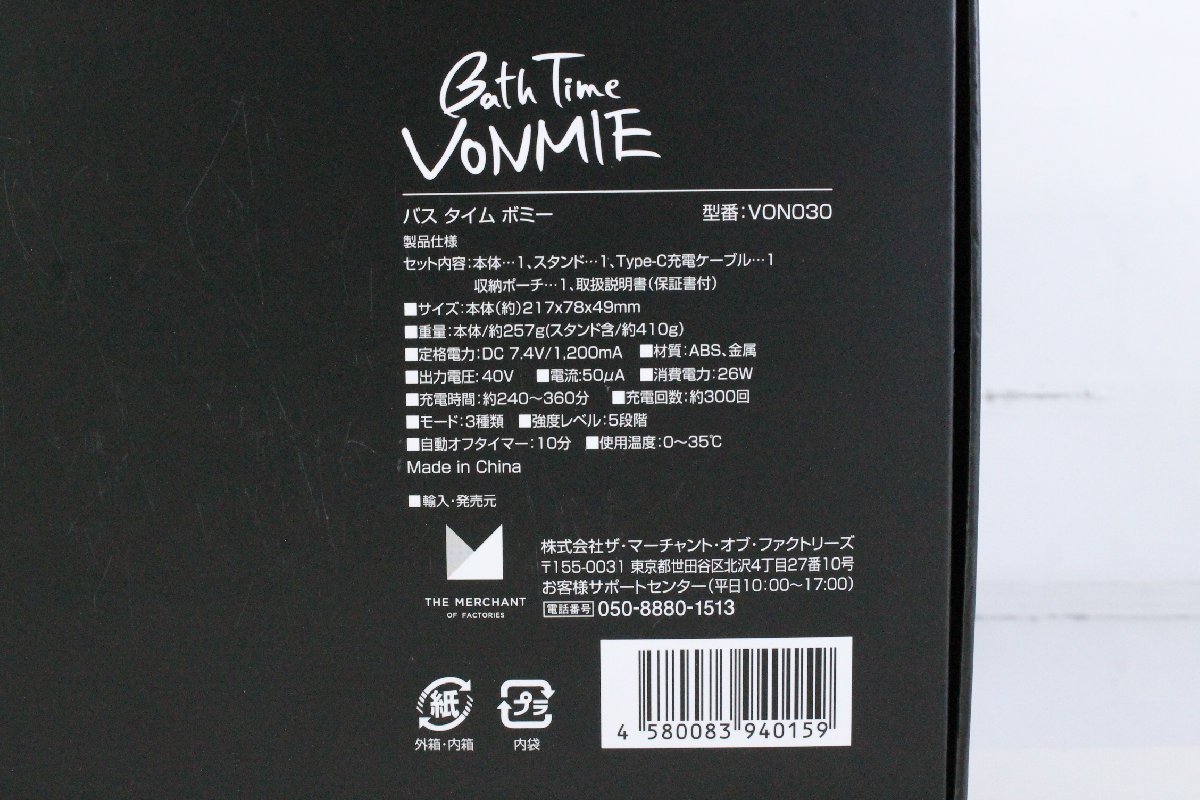 Bath Time
VONMIE
バス タイム ボミー 型番:VON030
製品仕様
セット内容:本体…1、スタンド…1、Type-C充電ケーブル…1
収納ポーチ…1、取扱説明書(保証書付)
■サイズ:本体(約)217x78x49mm
■重量:本体/約257g(スタンド含/約410g)
■定格電力:DC 7.4V/1,200mA ■材質:ABS、金属
■出力電圧:40V ■電流:50μA ■消費電力:26W
■充電時間:約240~360分 ■充電回数:約300回
■モード:3種類 ■強度レベル:5段階
■自動オフタイマー:10分 ■使用温度:0~35℃
Made in China
■輸入・発売元
THE MERCHANT
OF FACTORIES
株式会社ザ・マーチャント・オブ・ファクトリーズ
〒155-0031 東京都世田谷区北沢4丁目27番10号
お客様サポートセンター(平日10:00~17:00)
電話番号 050-8880-1513
紙
外箱・内箱
プラ
内袋
4 580083 940159